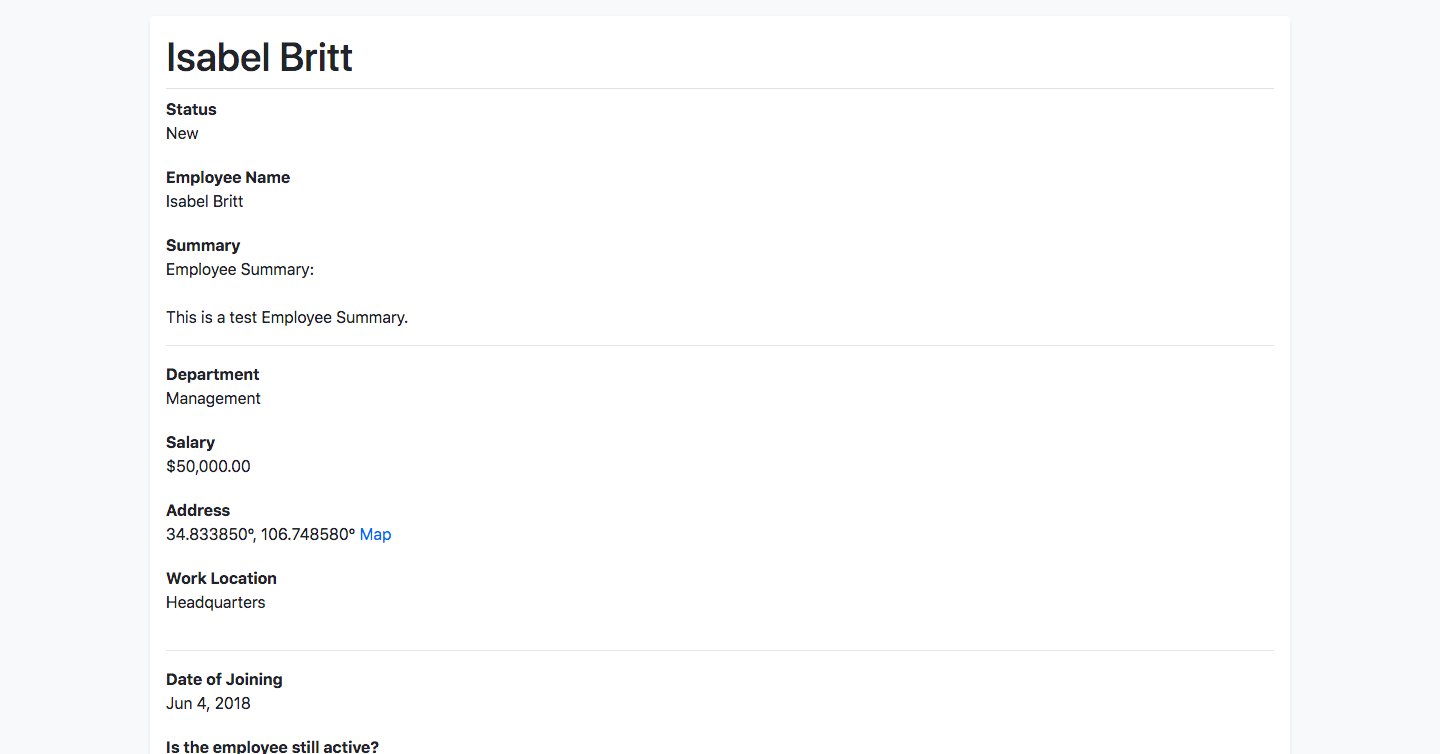 Isabel Britt
Status
New
Employee Name
Isabel Britt
Summary
Employee Summary:
This is a test Employee Summary.
Department
Management
Salary
$50,000.00
Address
34.833850°, 106.748580° Map
Work Location
Headquarters
Date of Joining
Jun 4, 2018
Is the employee still active?